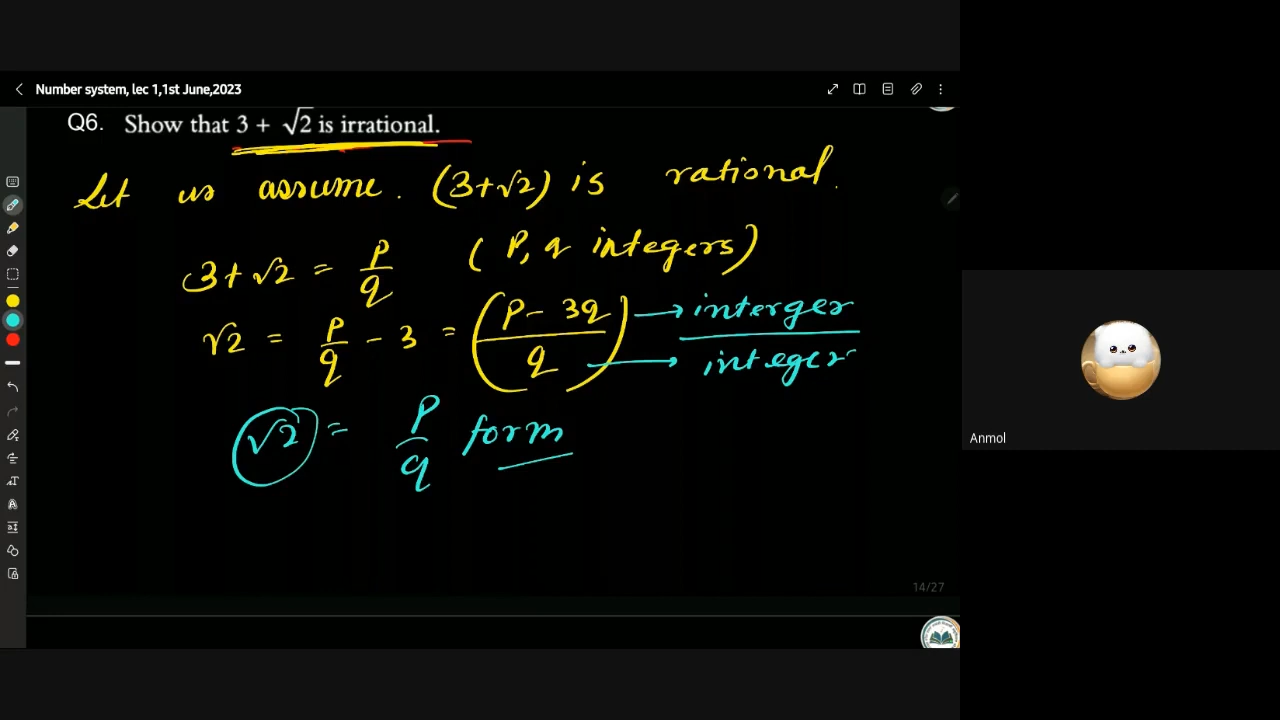 Number system, lec 1,1st June,2023
Q6. Show that 3 + √2 is irrational.
Let us assume. (3+√2) is rational.
3+√2 = p/q (P, q integers)
√2 = p/q - 3 = (P-3q/q) → interger
→ integer
√2 = P/q form
14/27
Anmol